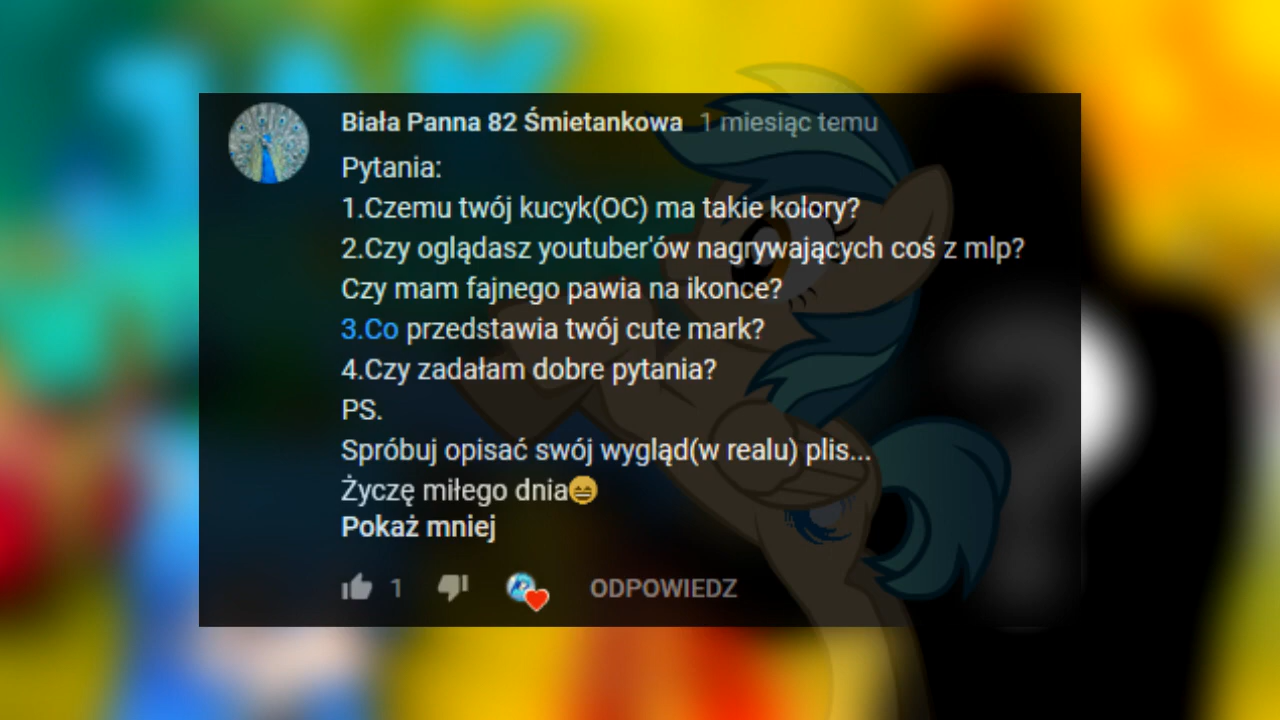 Biała Panna 82 Śmietankowa 1 miesiąc temu
Pytania:
1.Czemu twój kucyk(OC) ma takie kolory?
2.Czy oglądasz youtuber'ów nagrywających coś z mlp?
Czy mam fajnego pawia na ikonce?
3.Co przedstawia twój cute mark?
4.Czy zadałam dobre pytania?
PS.
Spróbuj opisać swój wygląd(w realu) plis...
Życzę miłego dnia😄
Pokaż mniej
1 ODPOWIEDZ